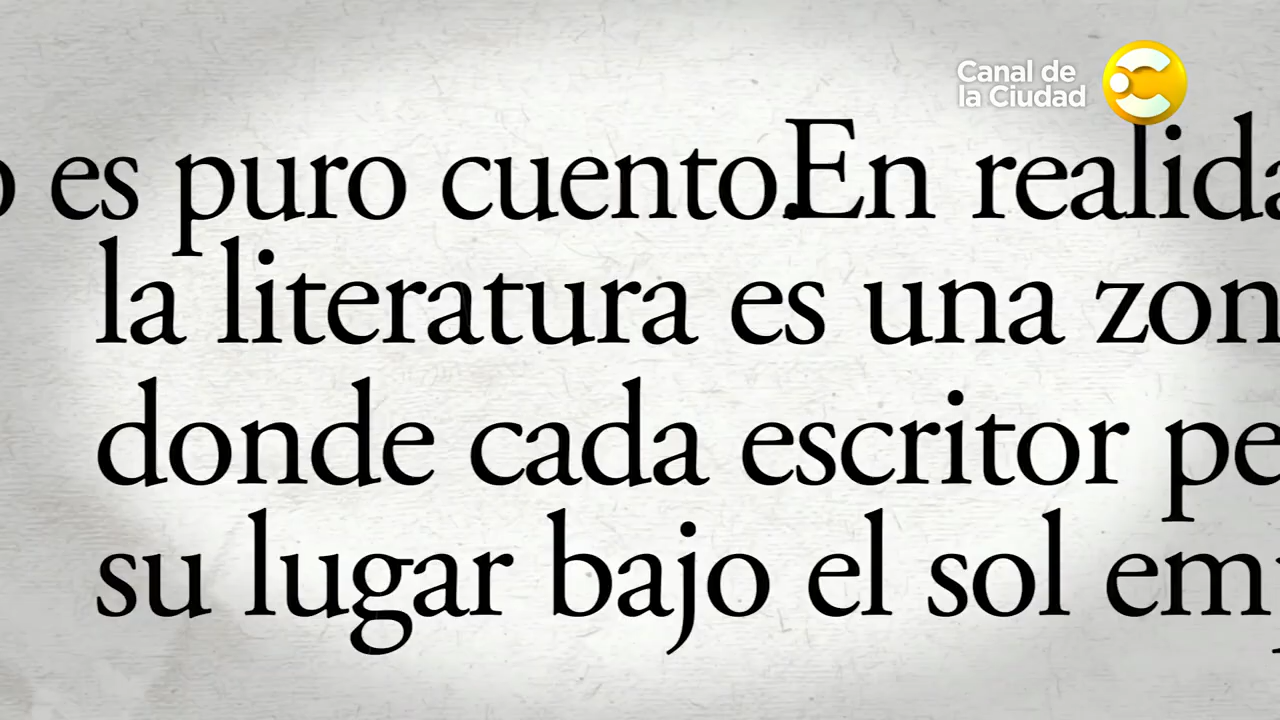 Canal de
la Ciudad
o es puro cuento.En realida
la literatura es una zon
donde cada escritor pe
su lugar bajo el sol em